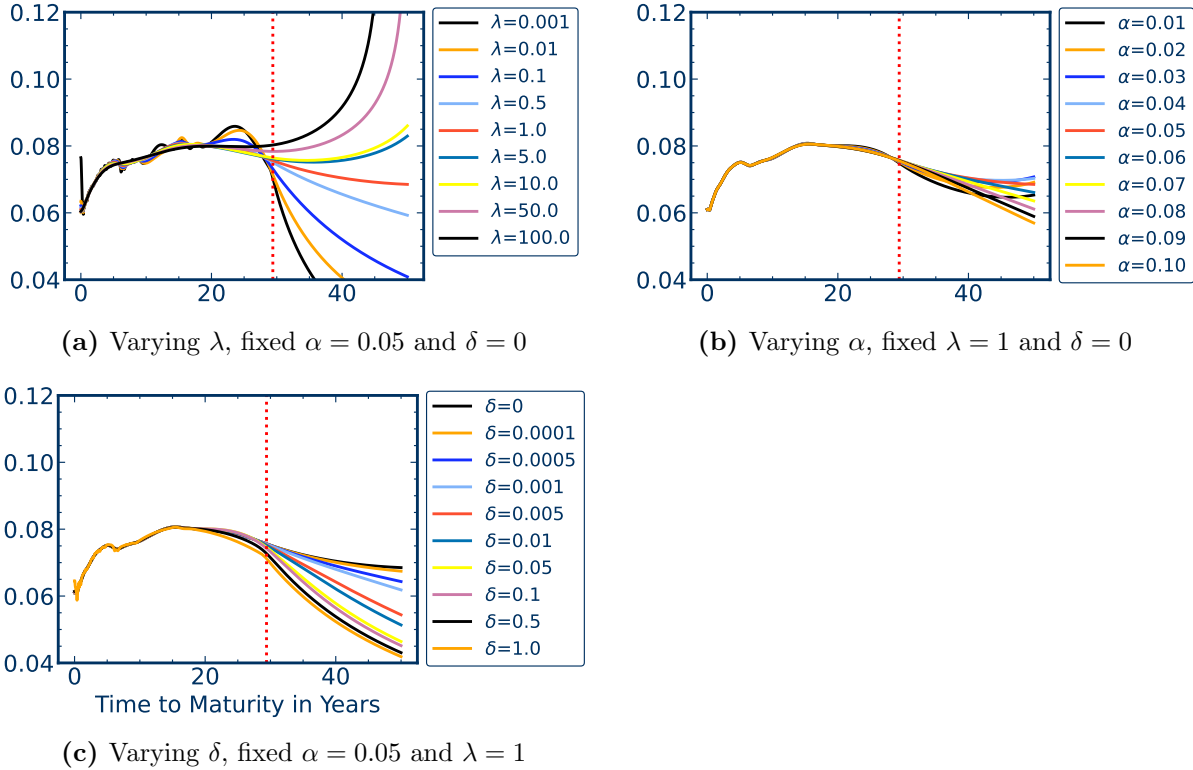 0.12
0.10
0.08
0.06
0.04
0 20 40
λ=0.001
λ=0.01
λ=0.1
λ=0.5
λ=1.0
λ=5.0
λ=10.0
λ=50.0
λ=100.0
(a) Varying λ, fixed α = 0.05 and δ = 0
0.12
0.10
0.08
0.06
0.04
0 20 40
α=0.01
α=0.02
α=0.03
α=0.04
α=0.05
α=0.06
α=0.07
α=0.08
α=0.09
α=0.10
(b) Varying α, fixed λ = 1 and δ = 0
0.12
0.10
0.08
0.06
0.04
0 20 40
Time to Maturity in Years
δ=0
δ=0.0001
δ=0.0005
δ=0.001
δ=0.005
δ=0.01
δ=0.05
δ=0.1
δ=0.5
δ=1.0
(c) Varying δ, fixed α = 0.05 and λ = 1